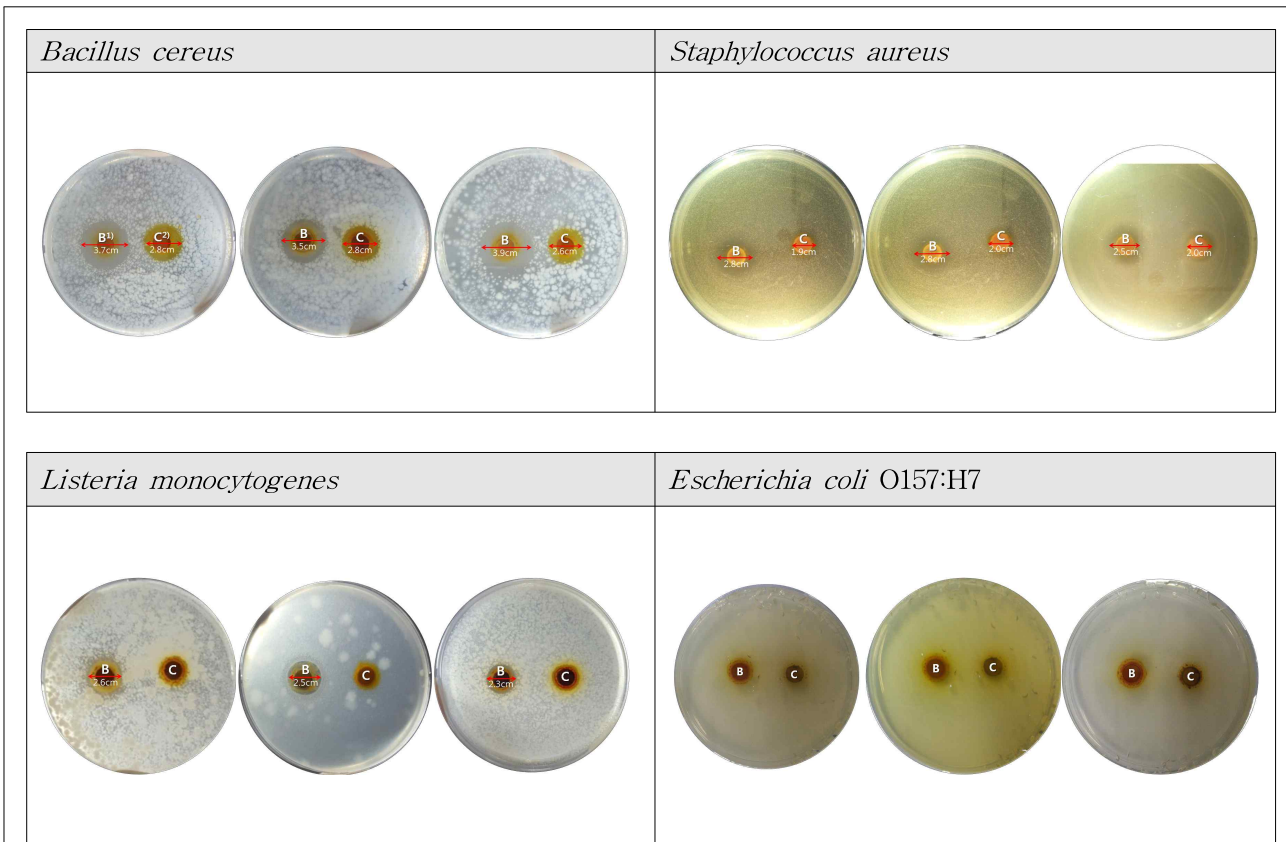 Bacillus cereus
Staphylococcus aureus
B1) C2)
3.7cm 2.8cm
B C
3.5cm 2.8cm
B C
3.9cm 2.6cm
B C
2.8cm 1.9cm
B C
2.8cm 2.0cm
B C
2.5cm 2.0cm
Listeria monocytogenes
Escherichia coli O157:H7
B C
2.6cm
B C
2.5cm
B C
2.3cm
B C
B C
B C